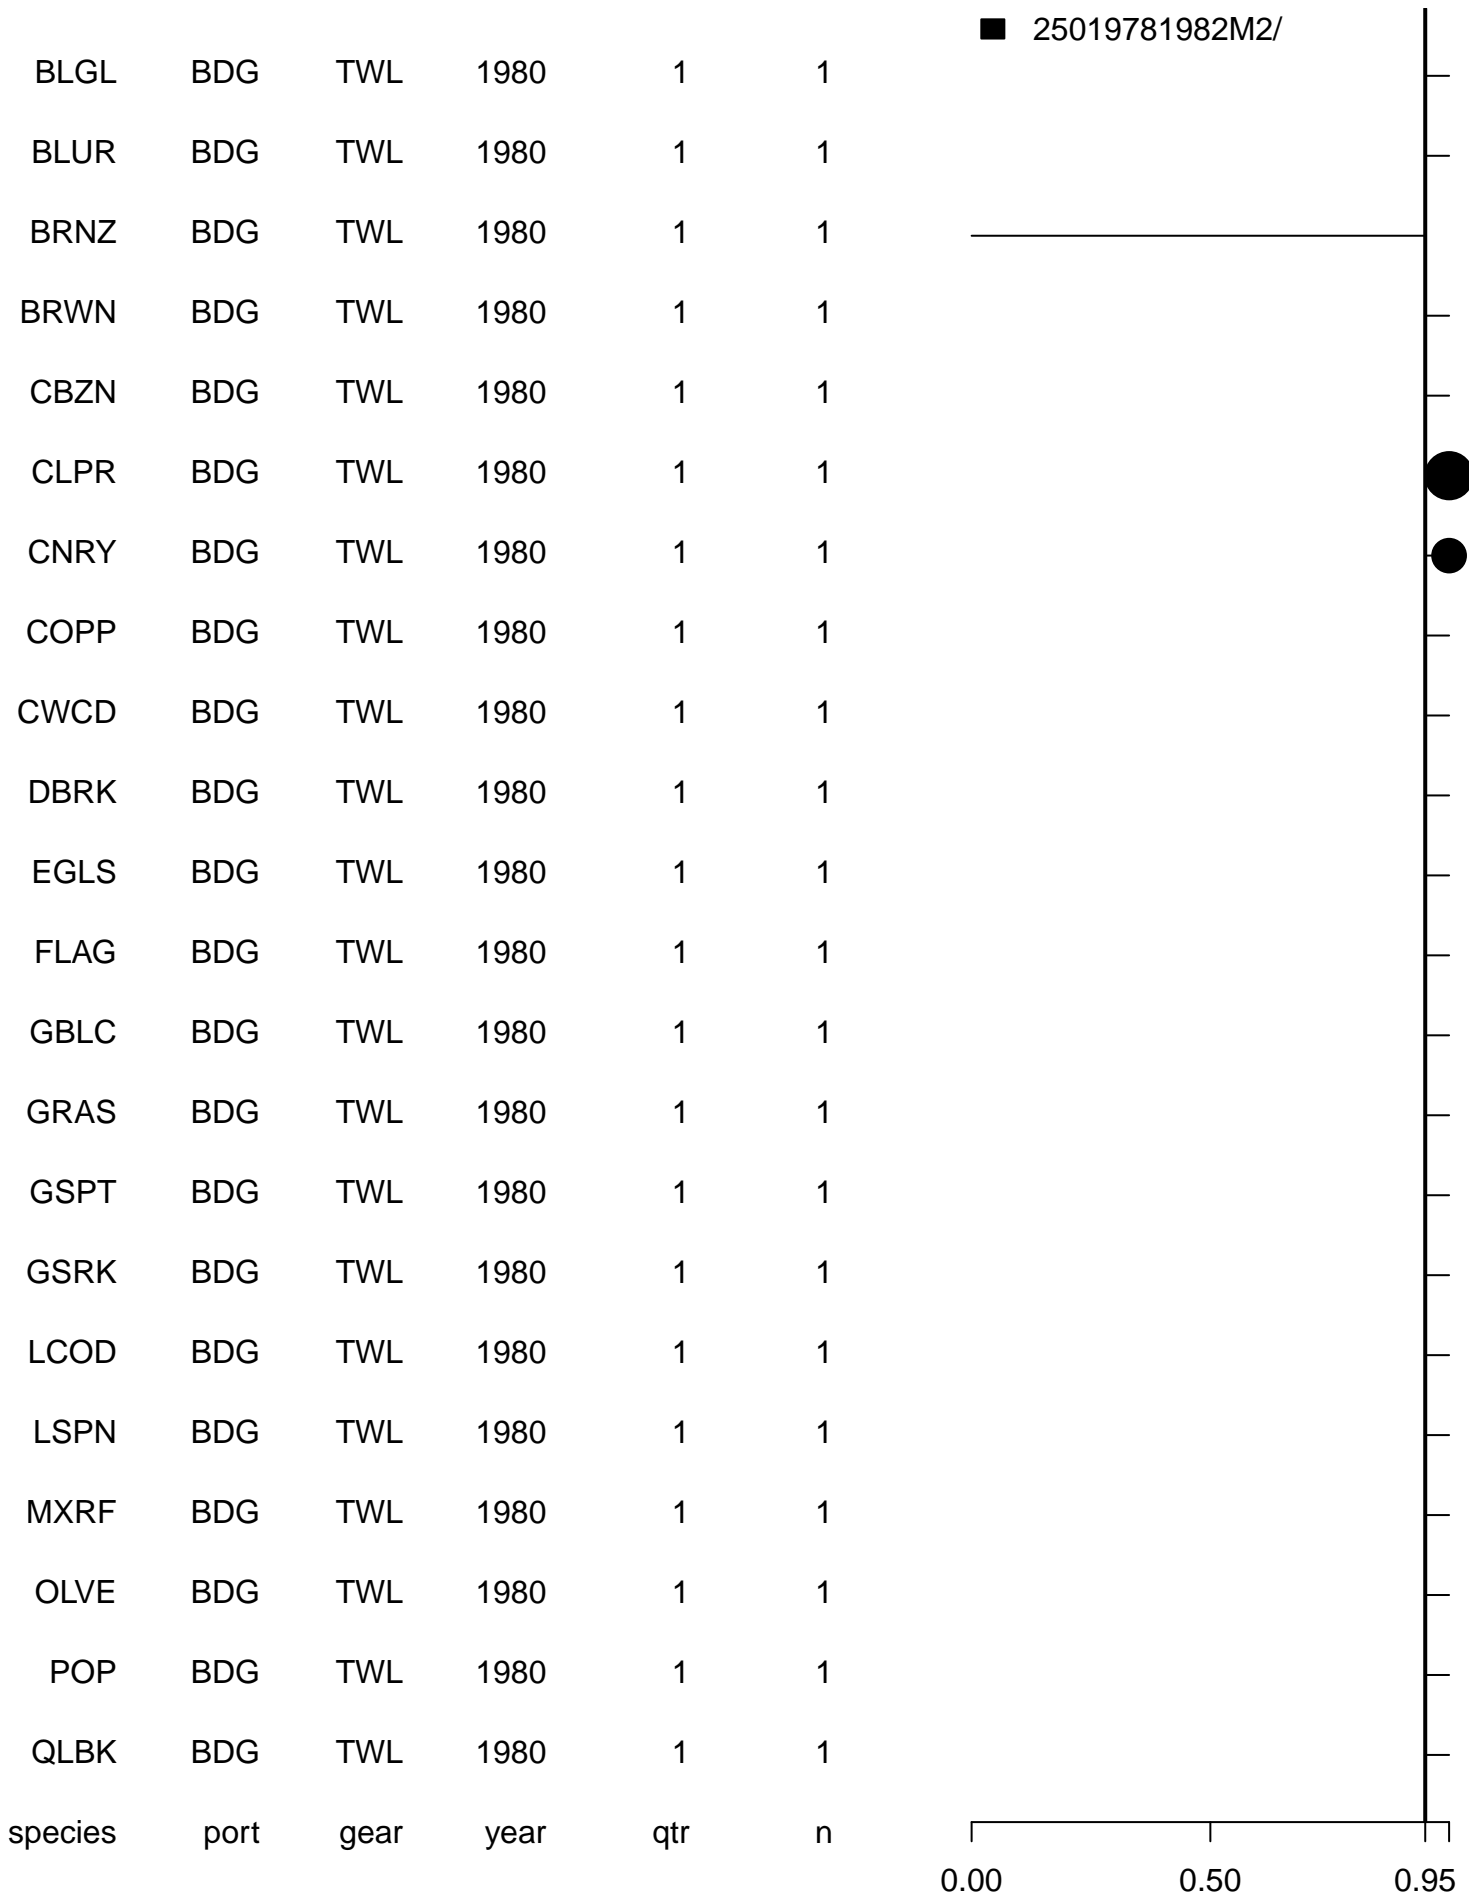 25019781982M2/
BLGL BDG TWL 1980 1 1
BLUR BDG TWL 1980 1 1
BRNZ BDG TWL 1980 1 1
BRWN BDG TWL 1980 1 1
CBZN BDG TWL 1980 1 1
CLPR BDG TWL 1980 1 1
CNRY BDG TWL 1980 1 1
COPP BDG TWL 1980 1 1
CWCD BDG TWL 1980 1 1
DBRK BDG TWL 1980 1 1
EGLS BDG TWL 1980 1 1
FLAG BDG TWL 1980 1 1
GBLC BDG TWL 1980 1 1
GRAS BDG TWL 1980 1 1
GSPT BDG TWL 1980 1 1
GSRK BDG TWL 1980 1 1
LCOD BDG TWL 1980 1 1
LSPN BDG TWL 1980 1 1
MXRF BDG TWL 1980 1 1
OLVE BDG TWL 1980 1 1
POP BDG TWL 1980 1 1
QLBK BDG TWL 1980 1 1
species port gear year qtr n
0.00 0.50 0.95